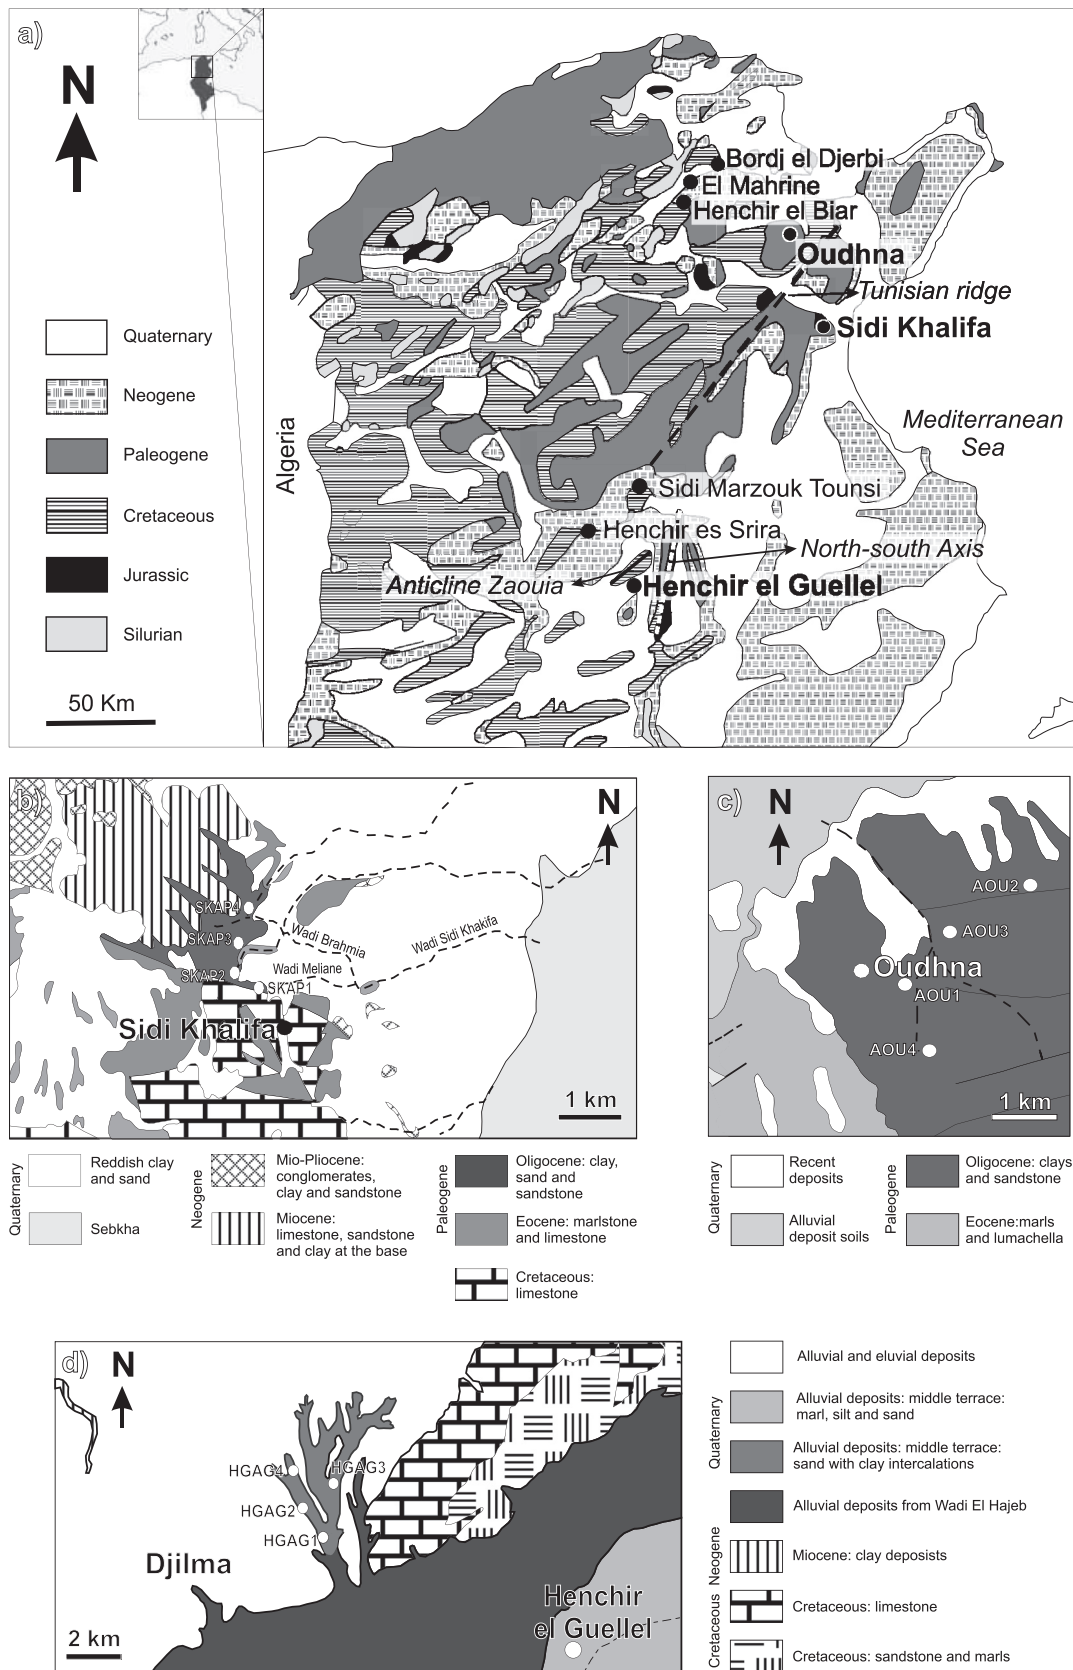 a)
N
Bordj el Djerbi
El Mahrine
Henchir el Biar
Oudhna
Tunisian ridge
Sidi Khalifa
Quaternary
Neogene
Paleogene
Cretaceous
Jurassic
Silurian
50 Km
Algeria
Mediterranean
Sea
Sidi Marzouk Tounsi
Henchir es Srira
North-south Axis
Anticline Zaouia
Henchir el Guellel
b)
N
SKAP4
SKAP3
SKAP2
SKAP1
Wadi Brahmia
Wadi Sidi Khakifa
Wadi Meliane
Sidi Khalifa
1 km
Quaternary
Reddish clay
and sand
Sebkha
Neogene
Mio-Pliocene:
conglomerates,
clay and sandstone
Miocene:
limestone, sandstone
and clay at the base
Paleogene
Oligocene: clay,
sand and
sandstone
Eocene: marlstone
and limestone
Cretaceous:
limestone
c)
N
AOU2
AOU3
Oudhna
AOU1
AOU4
1 km
Quaternary
Recent
deposits
Alluvial
deposit soils
Paleogene
Oligocene: clays
and sandstone
Eocene:marls
and lumachella
d)
N
HGAG4
HGAG3
HGAG2
HGAG1
Djilma
Henchir
el Guellel
2 km
Quaternary
Alluvial and eluvial deposits
Alluvial deposits: middle terrace:
marl, silt and sand
Alluvial deposits: middle terrace:
sand with clay intercalations
Alluvial deposits from Wadi El Hajeb
Neogene
Miocene: clay deposists
Cretaceous
Cretaceous: limestone
Cretaceous: sandstone and marls